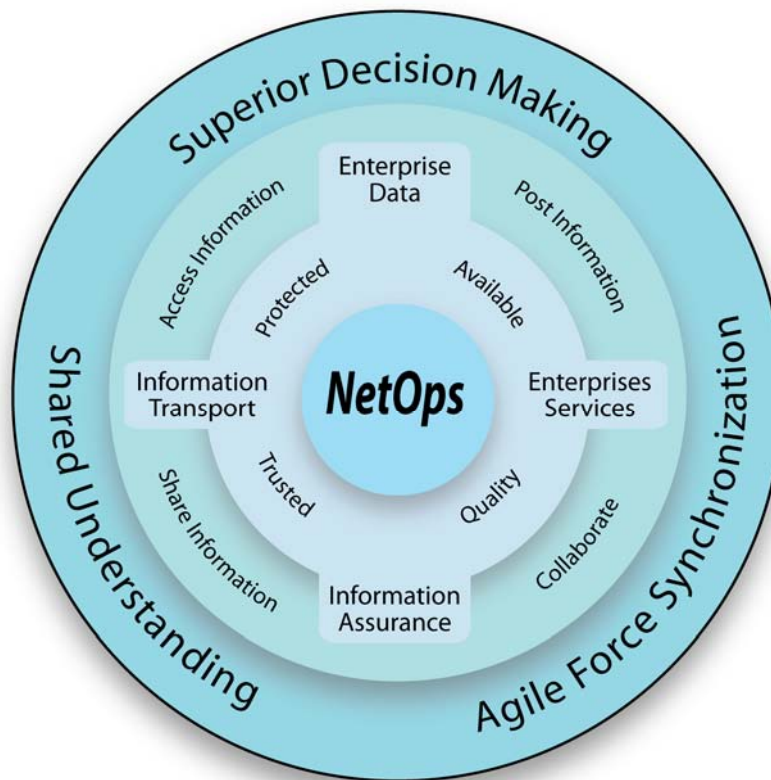 Superior Decision Making
Enterprise
Data
Access Information
Post Information
Protected
Available
Information
Transport
NetOps
Enterprises
Services
Shared Understanding
Agile Force Synchronization
Trusted
Quality
Share Information
Collaborate
Information
Assurance